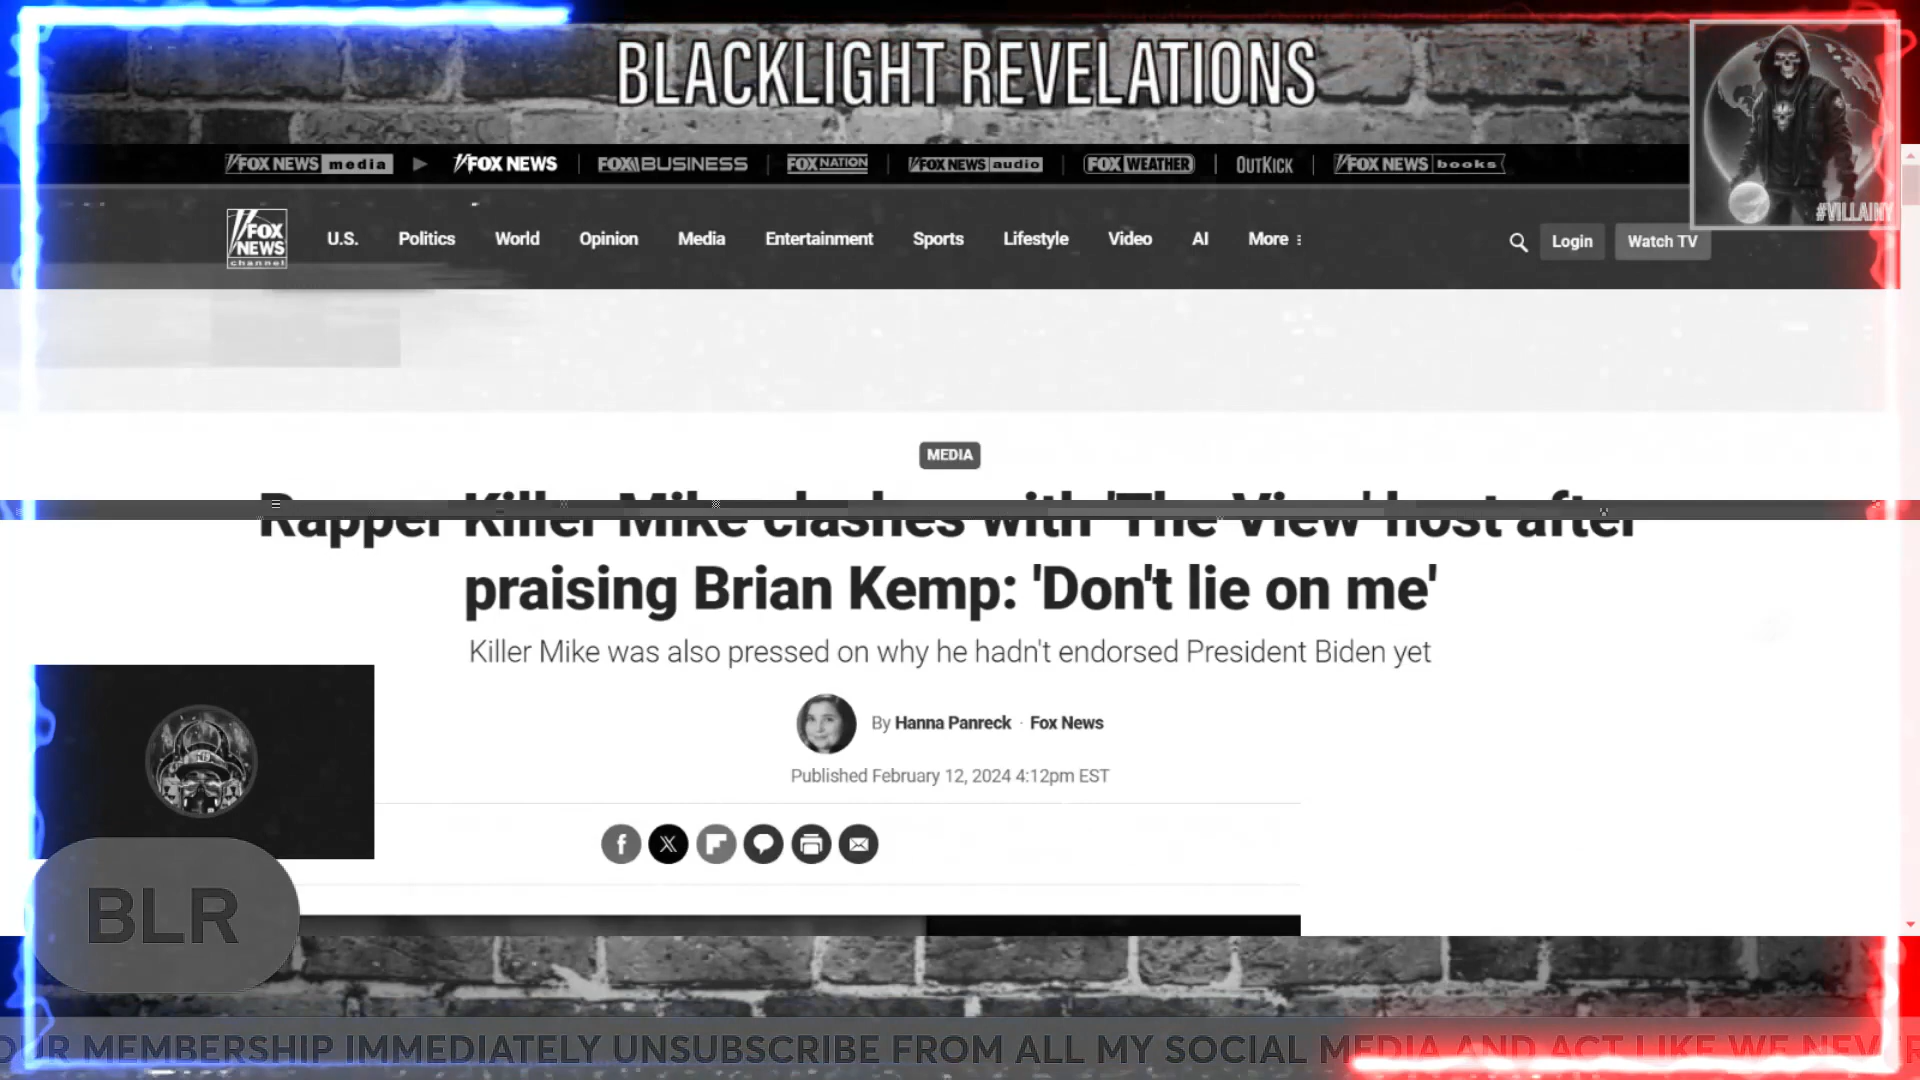 BLACKLIGHT REVELATIONS
FOX NEWS media FOX NEWS FOX BUSINESS FOX NATION FOX NEWS audio FOX WEATHER OUTKICK FOX NEWS books
#VILLAINY
FOX NEWS channel
U.S. Politics World Opinion Media Entertainment Sports Lifestyle Video AI More Login Watch TV
MEDIA
Rapper Killer Mike clashes with 'The View' host after
praising Brian Kemp: 'Don't lie on me'
Killer Mike was also pressed on why he hadn't endorsed President Biden yet
By Hanna Panreck · Fox News
Published February 12, 2024 4:12pm EST
BLR
MEMBERSHIP IMMEDIATELY UNSUBSCRIBE FROM ALL MY SOCIAL MEDIA AND ACT LIKE WE